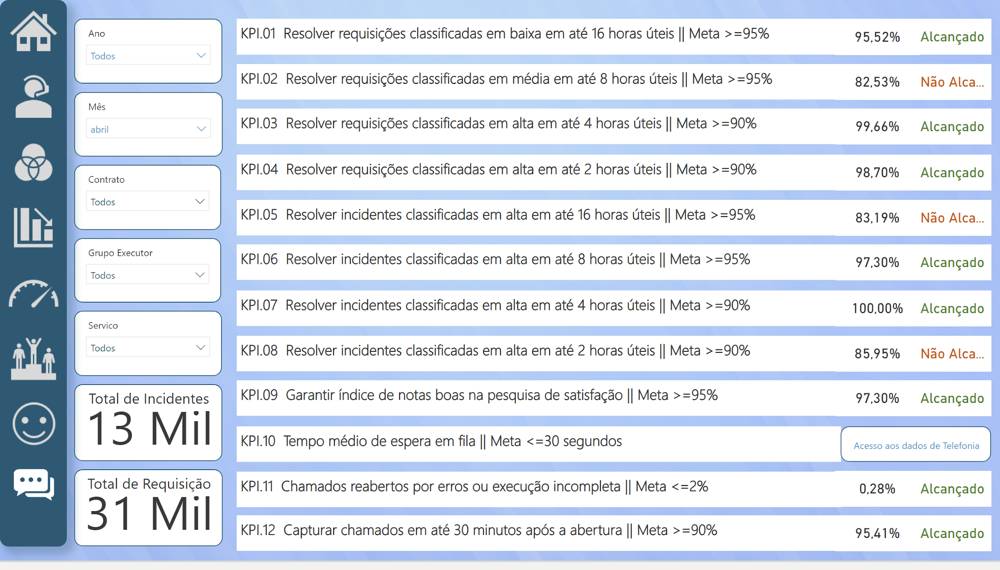 Ano
Todos
Mês
abril
Contrato
Todos
Grupo Executor
Todos
Servico
Todos
Total de Incidentes
13 Mil
Total de Requisição
31 Mil
KPI.01 Resolver requisições classificadas em baixa em até 16 horas úteis || Meta >=95% 95,52% Alcançado
KPI.02 Resolver requisições classificadas em média em até 8 horas úteis || Meta >=95% 82,53% Não Alca...
KPI.03 Resolver requisições classificadas em alta em até 4 horas úteis || Meta >=90% 99,66% Alcançado
KPI.04 Resolver requisições classificadas em alta em até 2 horas úteis || Meta >=90% 98,70% Alcançado
KPI.05 Resolver incidentes classificadas em alta em até 16 horas úteis || Meta >=95% 83,19% Não Alca...
KPI.06 Resolver incidentes classificadas em alta em até 8 horas úteis || Meta >=95% 97,30% Alcançado
KPI.07 Resolver incidentes classificadas em alta em até 4 horas úteis || Meta >=90% 100,00% Alcançado
KPI.08 Resolver incidentes classificadas em alta em até 2 horas úteis || Meta >=90% 85,95% Não Alca...
KPI.09 Garantir índice de notas boas na pesquisa de satisfação || Meta >=95% 97,30% Alcançado
KPI.10 Tempo médio de espera em fila || Meta <=30 segundos Acesso aos dados de Telefonia
KPI.11 Chamados reabertos por erros ou execução incompleta || Meta <=2% 0,28% Alcançado
KPI.12 Capturar chamados em até 30 minutos após a abertura || Meta >=90% 95,41% Alcançado